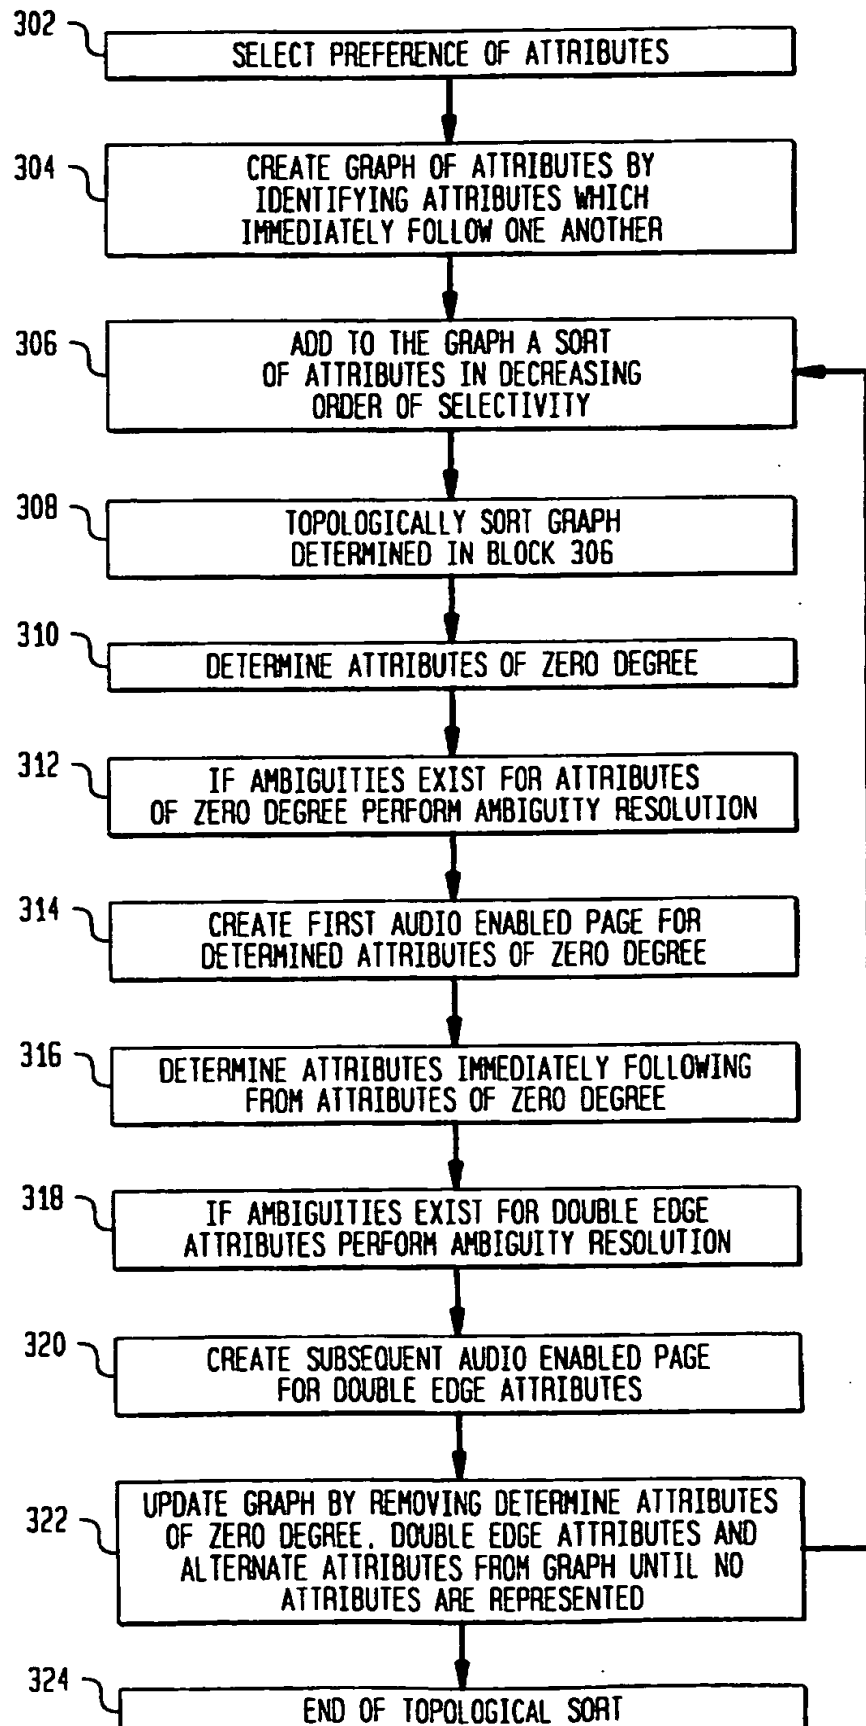 302
SELECT PREFERENCE OF ATTRIBUTES
304
CREATE GRAPH OF ATTRIBUTES BY
IDENTIFYING ATTRIBUTES WHICH
IMMEDIATELY FOLLOW ONE ANOTHER
306
ADD TO THE GRAPH A SORT
OF ATTRIBUTES IN DECREASING
ORDER OF SELECTIVITY
308
TOPOLOGICALLY SORT GRAPH
DETERMINED IN BLOCK 306
310
DETERMINE ATTRIBUTES OF ZERO DEGREE
312
IF AMBIGUITIES EXIST FOR ATTRIBUTES
OF ZERO DEGREE PERFORM AMBIGUITY RESOLUTION
314
CREATE FIRST AUDIO ENABLED PAGE FOR
DETERMINED ATTRIBUTES OF ZERO DEGREE
316
DETERMINE ATTRIBUTES IMMEDIATELY FOLLOWING
FROM ATTRIBUTES OF ZERO DEGREE
318
IF AMBIGUITIES EXIST FOR DOUBLE EDGE
ATTRIBUTES PERFORM AMBIGUITY RESOLUTION
320
CREATE SUBSEQUENT AUDIO ENABLED PAGE
FOR DOUBLE EDGE ATTRIBUTES
322
UPDATE GRAPH BY REMOVING DETERMINE ATTRIBUTES
OF ZERO DEGREE. DOUBLE EDGE ATTRIBUTES AND
ALTERNATE ATTRIBUTES FROM GRAPH UNTIL NO
ATTRIBUTES ARE REPRESENTED
324
END OF TOPOLOGICAL SORT